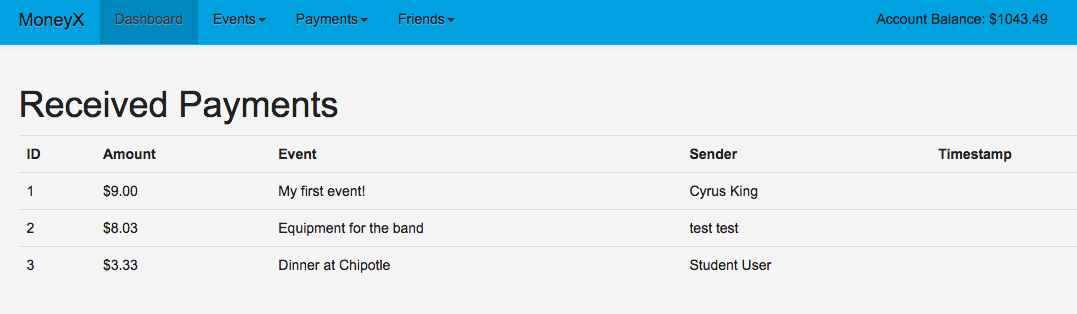 MoneyX Dashboard Events Payments Friends Account Balance: $1043.49
Received Payments
ID Amount Event Sender Timestamp
1 $9.00 My first event! Cyrus King
2 $8.03 Equipment for the band test test
3 $3.33 Dinner at Chipotle Student User